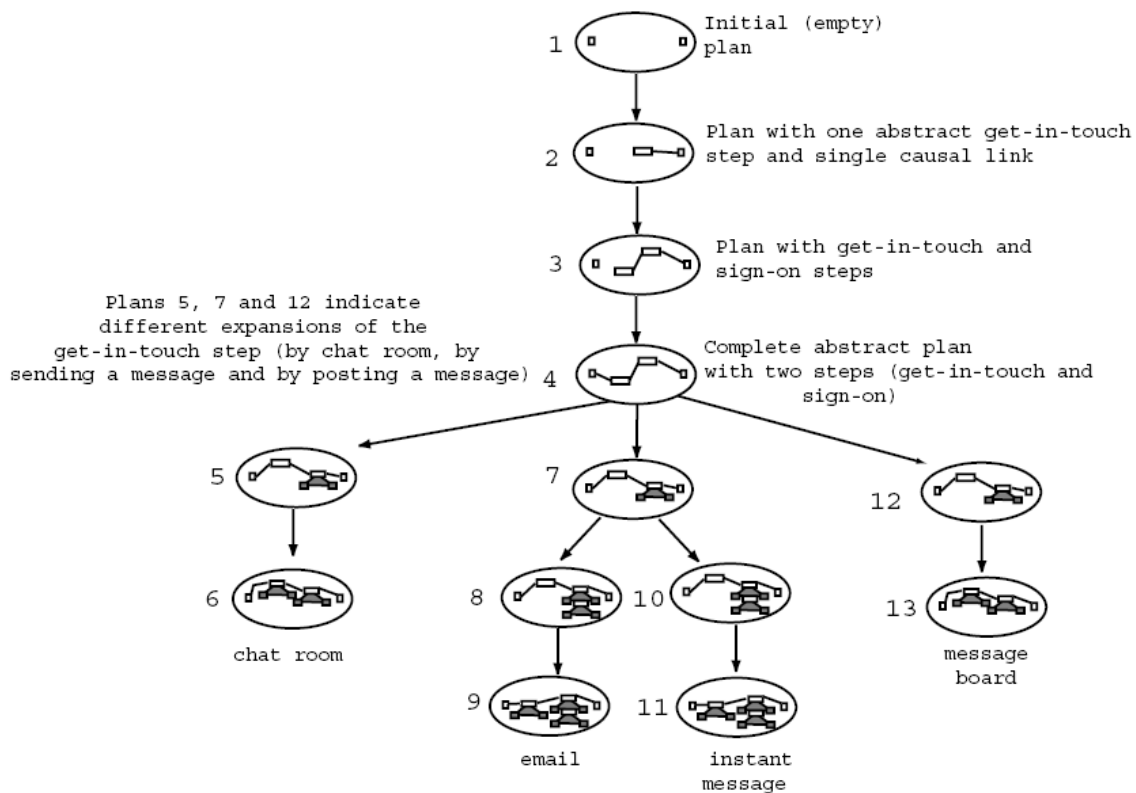 1
Initial (empty)
plan
2
Plan with one abstract get-in-touch
step and single causal link
3
Plan with get-in-touch and
sign-on steps
Plans 5, 7 and 12 indicate
different expansions of the
get-in-touch step (by chat room, by
sending a message and by posting a message)
4
Complete abstract plan
with two steps (get-in-touch and
sign-on)
5
7
12
6
chat room
8
10
13
message
board
9
email
11
instant
message